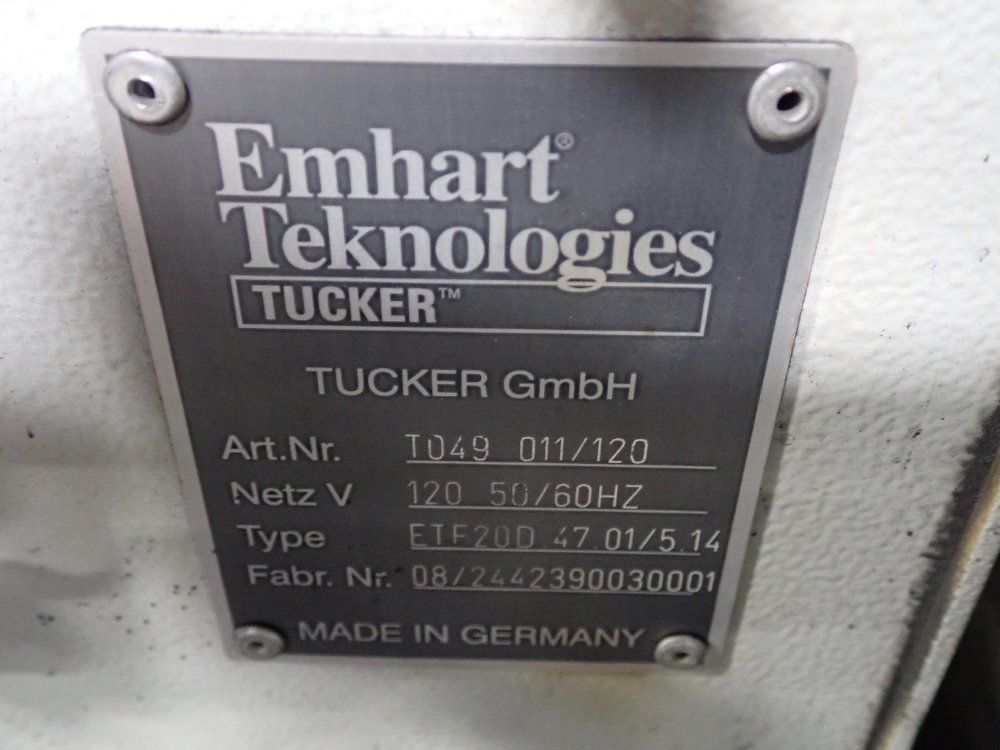 Emhart®
Teknologies
TUCKER™
TUCKER GmbH
Art.Nr. T049 011/120
Netz V 120 50/60HZ
Type ETF20D 47.01/5.14
Fabr. Nr. 08/2442390030001
MADE IN GERMANY